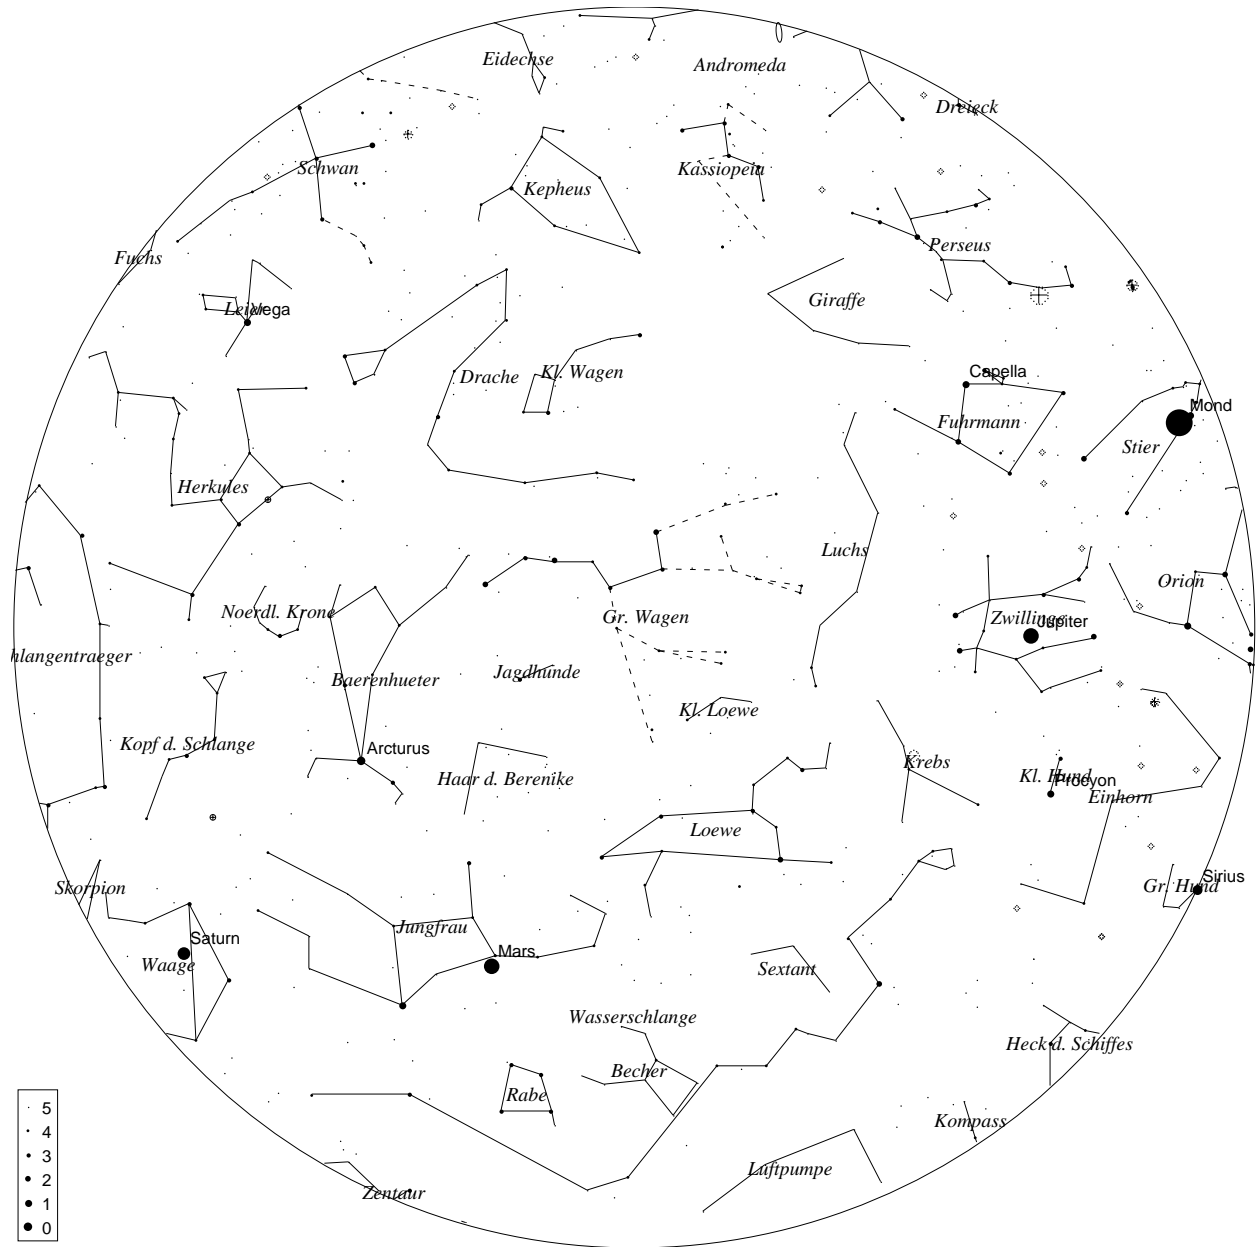 Eidechse
Andromeda
Dreieck
Schwan
Kepheus
Kassiopeia
Fuchs
Perseus
Leier
Vega
Giraffe
Drache
Kl. Wagen
Capella
Mond
Fuhrmann
Stier
Herkules
Luchs
Orion
Noerdl. Krone
Gr. Wagen
Zwillinge
Jupiter
hlangentraeger
Jagdhunde
Baerenhueter
Kl. Loewe
Kopf d. Schlange
Arcturus
Haar d. Berenike
Krebs
Kl. Hund
Procyon
Einhorn
Loewe
Skorpion
Gr. Hund
Sirius
Jungfrau
Saturn
Mars
Waage
Sextant
Wasserschlange
Heck d. Schiffes
Becher
Rabe
Kompass
Luftpumpe
Zentaur
5
4
3
2
1
0